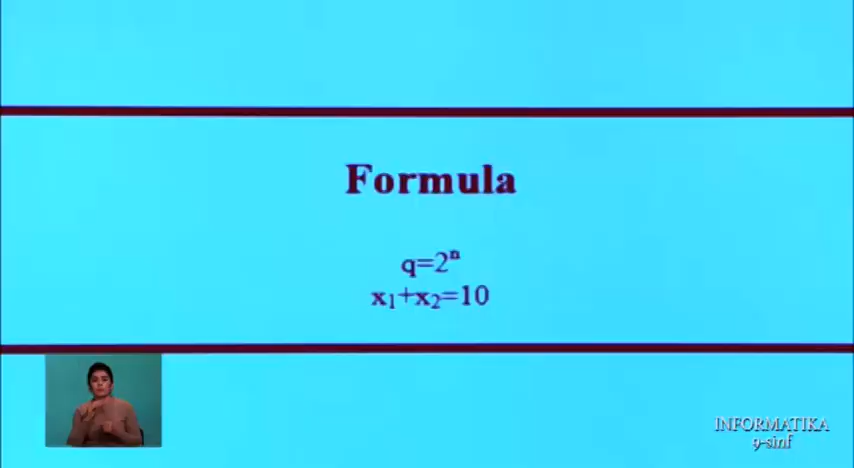 Formula
q=2ⁿ
x₁+x₂=10
INFORMATIKA
9-sinf